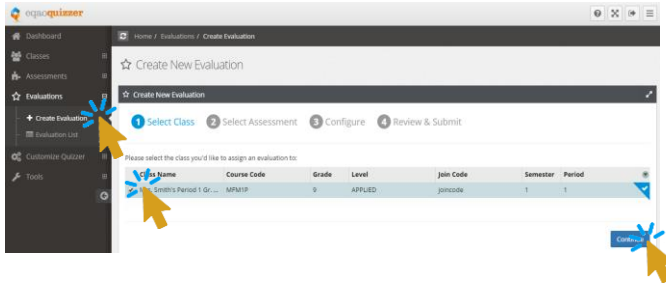 eqaoquizzer
Dashboard
Home / Evaluations / Create Evaluation
Classes
Create New Evaluation
Assessments
Evaluations
Create New Evaluation
Create Evaluation
1 Select Class 2 Select Assessment 3 Configure 4 Review & Submit
Evaluation List
Customize Quizzer
Please select the class you'd like to assign an evaluation to:
Tools
Class Name Course Code Grade Level Join Code Semester Period
Smith's Period 1 Gr. ... MFM1P 9 APPLIED joincode 1 1
Continue